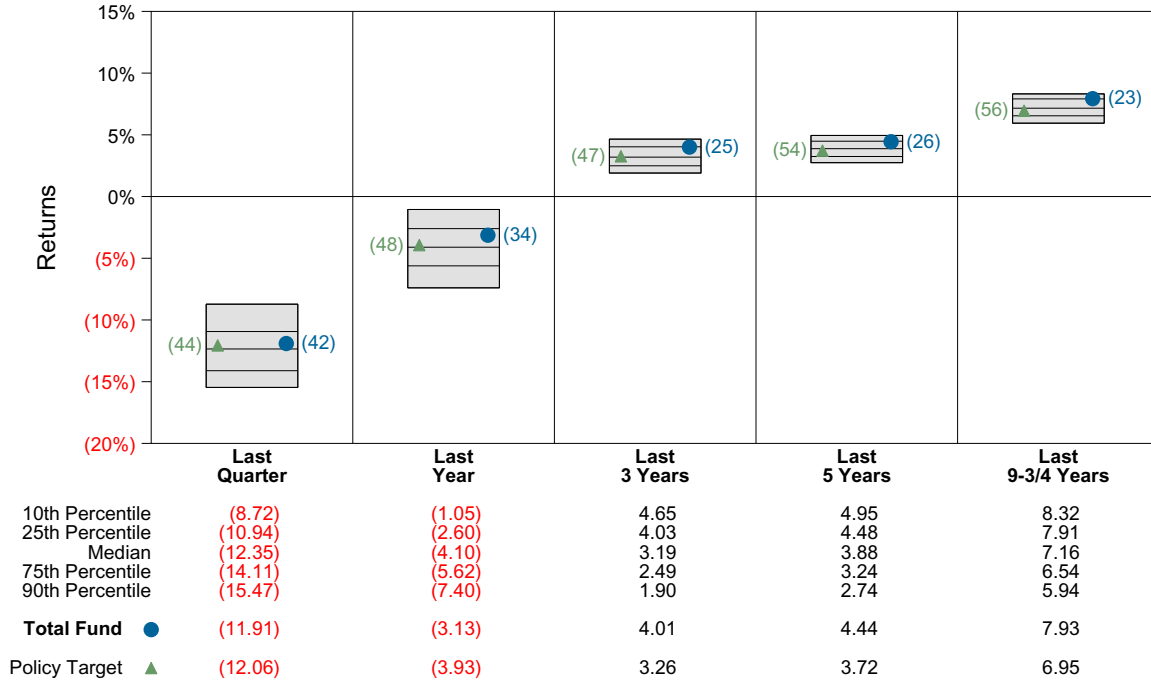 15%
10%
5%
0%
(5%)
(10%)
(15%)
(20%)
Returns
(44) (42)
(48) (34)
(47) (25)
(54) (26)
(56) (23)
Last Quarter
Last Year
Last 3 Years
Last 5 Years
Last 9-3/4 Years
10th Percentile (8.72) (1.05) 4.65 4.95 8.32
25th Percentile (10.94) (2.60) 4.03 4.48 7.91
Median (12.35) (4.10) 3.19 3.88 7.16
75th Percentile (14.11) (5.62) 2.49 3.24 6.54
90th Percentile (15.47) (7.40) 1.90 2.74 5.94
Total Fund (11.91) (3.13) 4.01 4.44 7.93
Policy Target (12.06) (3.93) 3.26 3.72 6.95